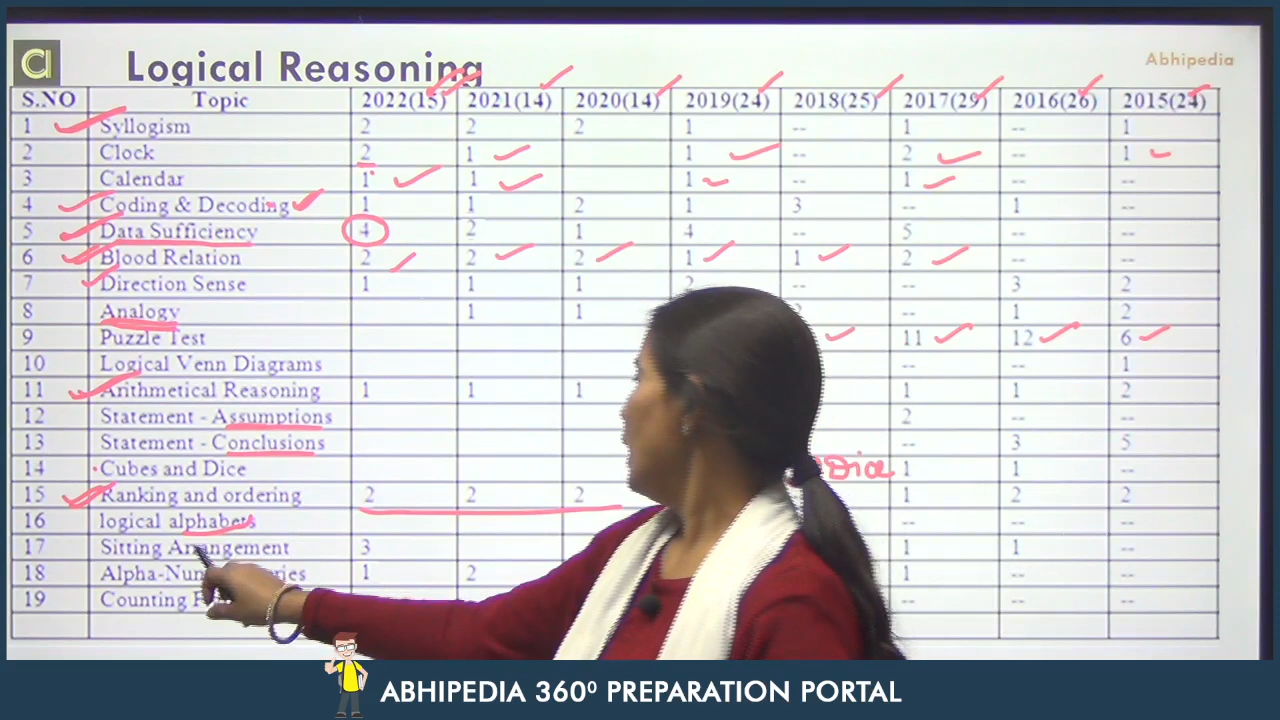 Logical Reasoning
Abhipedia
S.NO Topic 2022(15) 2021(14) 2020(14) 2019(24) 2018(25) 2017(29) 2016(26) 2015(24)
1 Syllogism 2 2 2 1 -- 1 -- 1
2 Clock 2 1 1 -- 2 -- 1
3 Calendar 1 1 1 -- 1 -- --
4 Coding & Decoding 1 1 2 1 3 -- 1 --
5 Data Sufficiency 4 2 1 4 -- 5 -- --
6 Blood Relation 2 2 2 1 1 2 -- --
7 Direction Sense 1 1 1 2 -- -- 3 2
8 Analogy 1 1 -- 1 2
9 Puzzle Test 11 12 6
10 Logical Venn Diagrams -- -- 1
11 Arithmetical Reasoning 1 1 1 1 1 2
12 Statement - Assumptions 2 -- --
13 Statement - Conclusions -- 3 5
14 Cubes and Dice Dice 1 1 --
15 Ranking and ordering 2 2 2 1 2 2
16 logical alphabets -- -- --
17 Sitting Arrangement 3 1 1 --
18 1 2 1 -- --
19 Counting -- -- --
ABHIPEDIA 360⁰ PREPARATION PORTAL